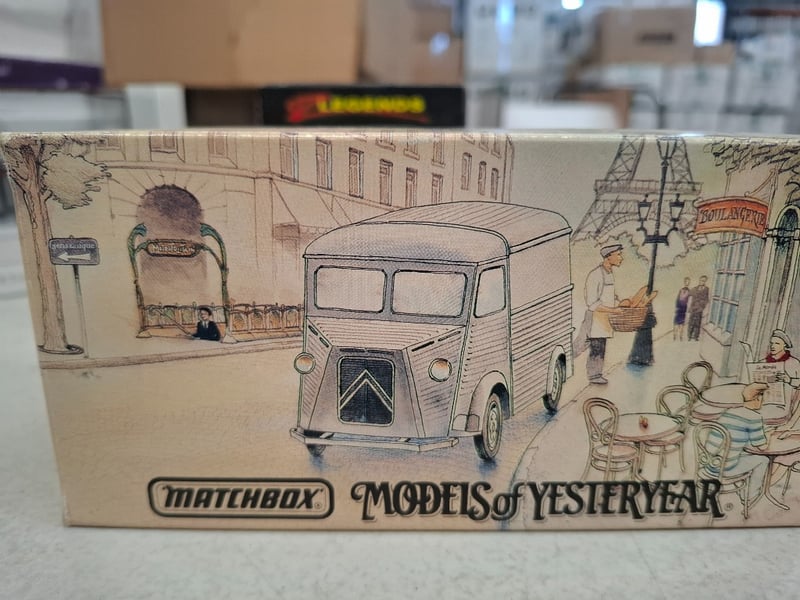 LEGENDS
BOULANGERIE
MATCHBOX®
MODELS of YESTERYEAR®